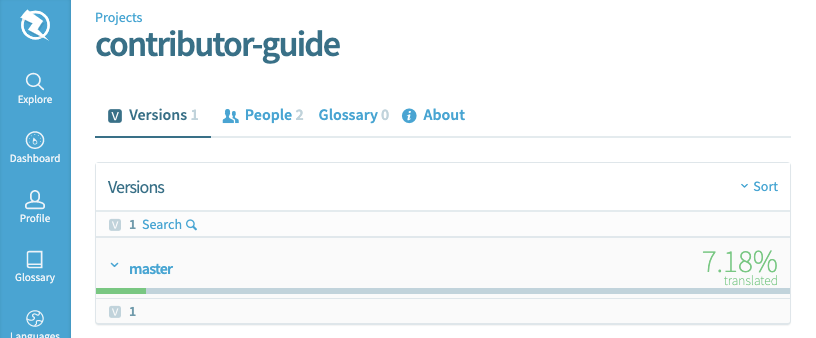 Projects
contributor-guide
Explore
V Versions 1 People 2 Glossary 0 i About
Dashboard
Versions Sort
Profile
V 1 Search
master 7.18%
translated
Glossary
V 1
Languages